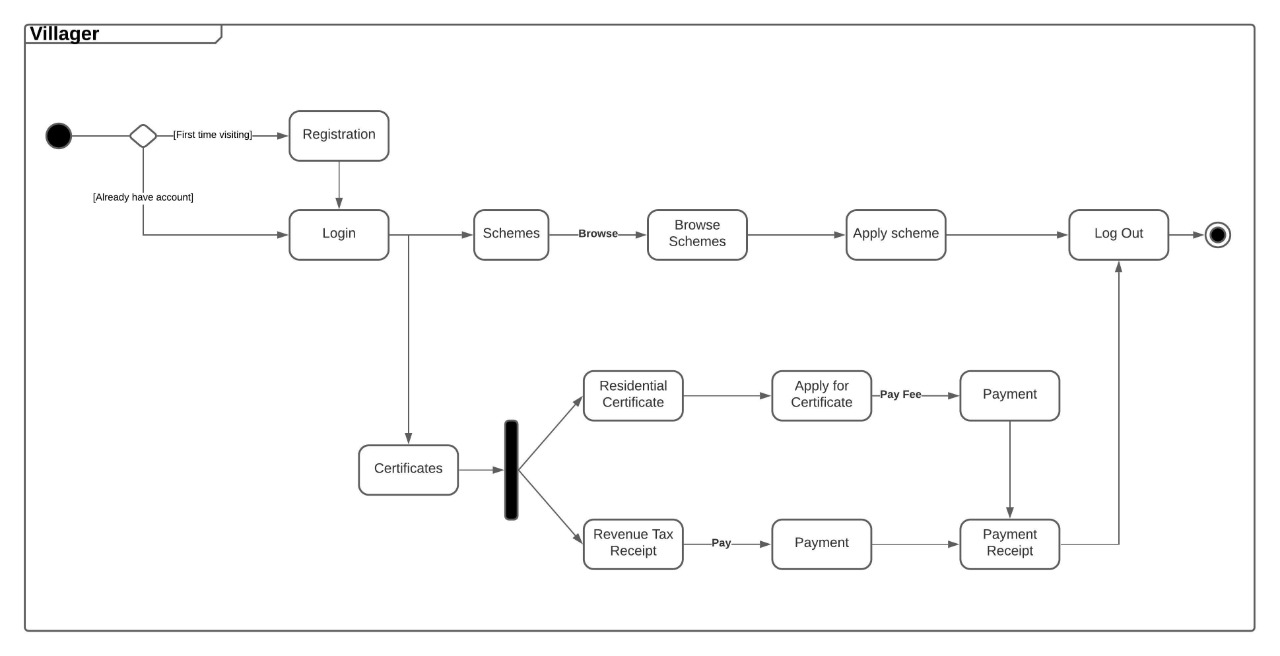 Villager
[First time visiting]
Registration
[Already have account]
Login
Schemes
Browse
Browse
Schemes
Apply scheme
Log Out
Residential
Certificate
Apply for
Certificate
Pay Fee
Payment
Certificates
Revenue Tax
Receipt
Pay
Payment
Payment
Receipt